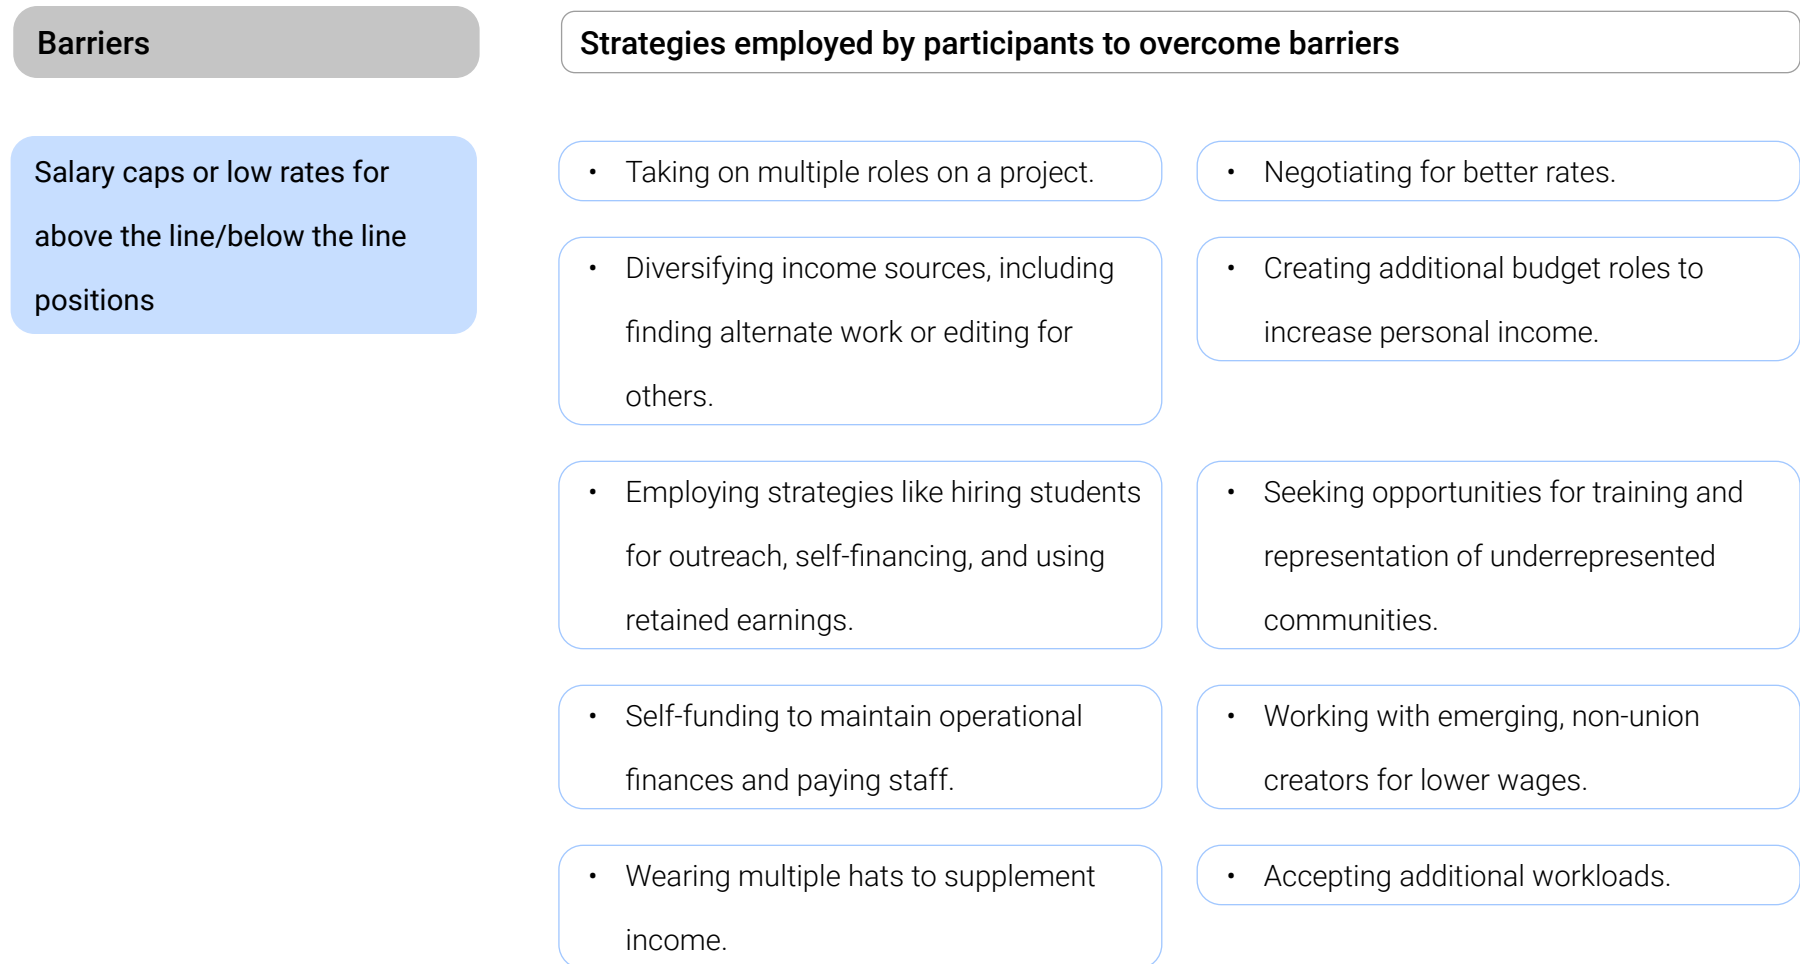 Barriers
Strategies employed by participants to overcome barriers
Salary caps or low rates for
above the line/below the line
positions
• Taking on multiple roles on a project.
• Negotiating for better rates.
• Diversifying income sources, including
finding alternate work or editing for
others.
• Creating additional budget roles to
increase personal income.
• Employing strategies like hiring students
for outreach, self-financing, and using
retained earnings.
• Seeking opportunities for training and
representation of underrepresented
communities.
• Self-funding to maintain operational
finances and paying staff.
• Working with emerging, non-union
creators for lower wages.
• Wearing multiple hats to supplement
income.
• Accepting additional workloads.